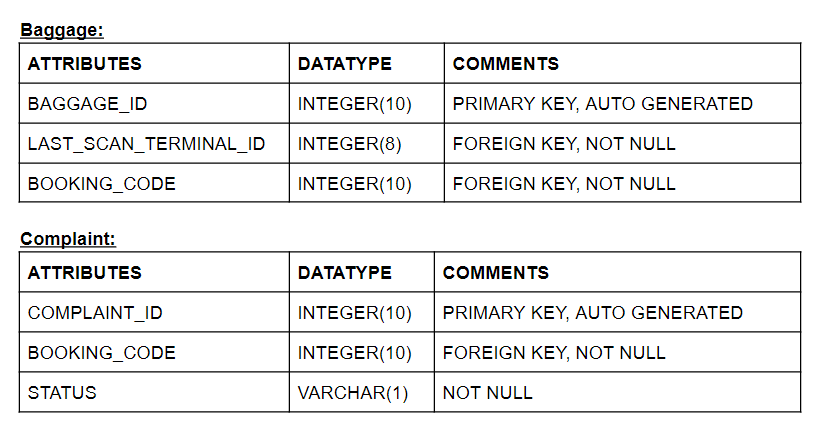 Baggage:
ATTRIBUTES DATATYPE COMMENTS
BAGGAGE_ID INTEGER(10) PRIMARY KEY, AUTO GENERATED
LAST_SCAN_TERMINAL_ID INTEGER(8) FOREIGN KEY, NOT NULL
BOOKING_CODE INTEGER(10) FOREIGN KEY, NOT NULL
Complaint:
ATTRIBUTES DATATYPE COMMENTS
COMPLAINT_ID INTEGER(10) PRIMARY KEY, AUTO GENERATED
BOOKING_CODE INTEGER(10) FOREIGN KEY, NOT NULL
STATUS VARCHAR(1) NOT NULL